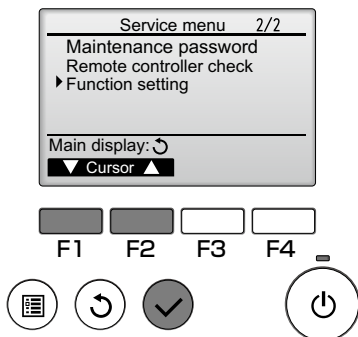 Service menu 2/2
Maintenance password
Remote controller check
Function setting
Main display:
Cursor
F1 F2 F3 F4